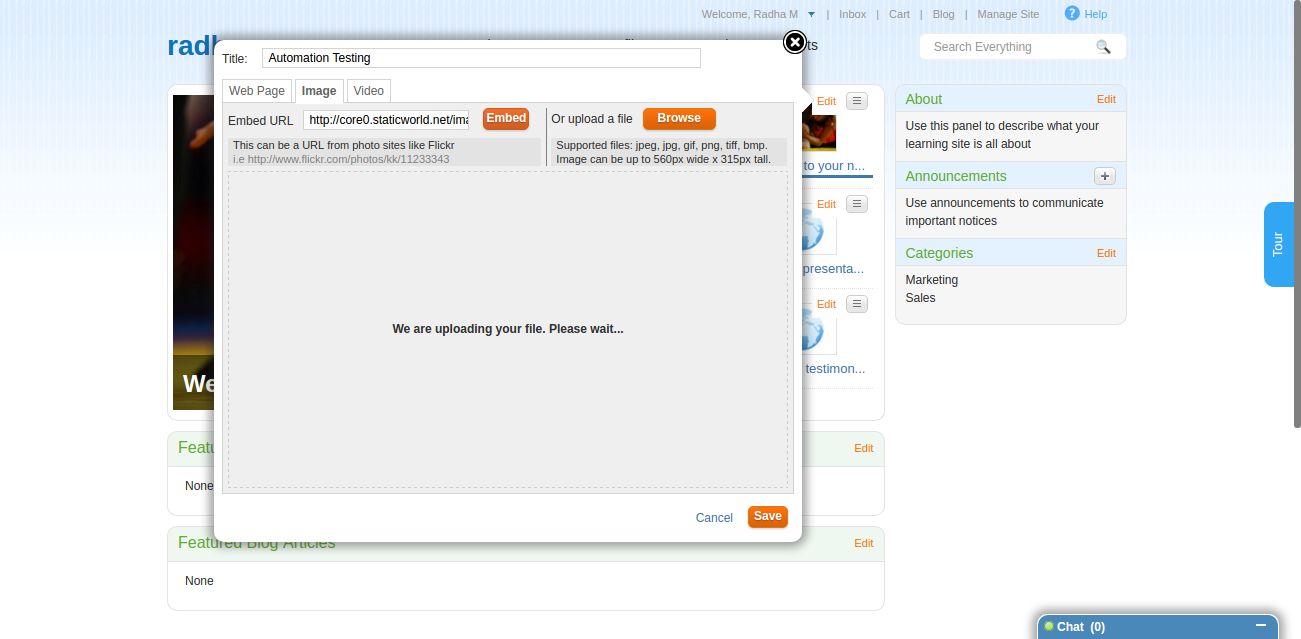 Welcome, Radha M | Inbox | Cart | Blog | Manage Site ? Help
radh
Search Everything
Title: Automation Testing
Web Page Image Video
Embed URL http://core0.staticworld.net/ima Embed Or upload a file Browse
This can be a URL from photo sites like Flickr
i.e http://www.flickr.com/photos/kk/11233343
Supported files: jpeg, jpg, gif, png, tiff, bmp.
Image can be up to 560px wide x 315px tall.
We are uploading your file. Please wait...
Cancel Save
We
Edit
to your n...
Edit
presenta...
Edit
testimon...
About Edit
Use this panel to describe what your
learning site is all about
Announcements +
Use announcements to communicate
important notices
Categories Edit
Marketing
Sales
Tour
Featu Edit
None
Featured Blog Articles Edit
None
Chat (0)